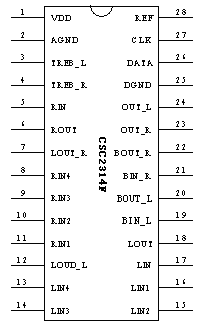 1 VDD REF 28
2 AGND CLK 27
3 TREB_L DATA 26
4 TREB_R DGND 25
5 RIN OUT_L 24
6 ROUT OUT_R 23
7 LOUT_R BOUT_R 22
8 RIN4 BIN_R 21
9 RIN3 BOUT_L 20
10 RIN2 BIN_L 19
11 RIN1 LOUT 18
12 LOUD_L LIN 17
13 LIN4 LIN1 16
14 LIN3 LIN2 15
CSC2314F